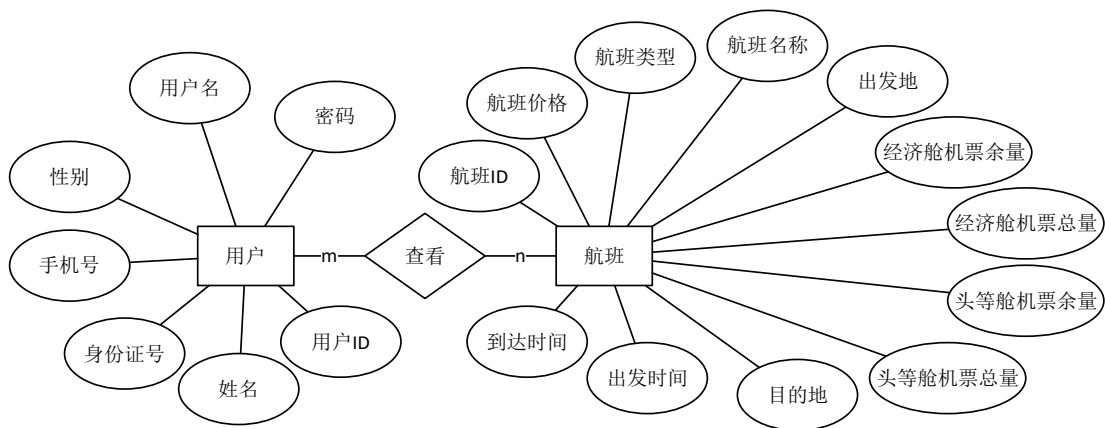 航班名称
航班类型
出发地
用户名
航班价格
密码
经济舱机票余量
性别
航班ID
经济舱机票总量
用户
m
查看
n
航班
手机号
头等舱机票余量
用户ID
到达时间
身份证号
出发时间
头等舱机票总量
姓名
目的地